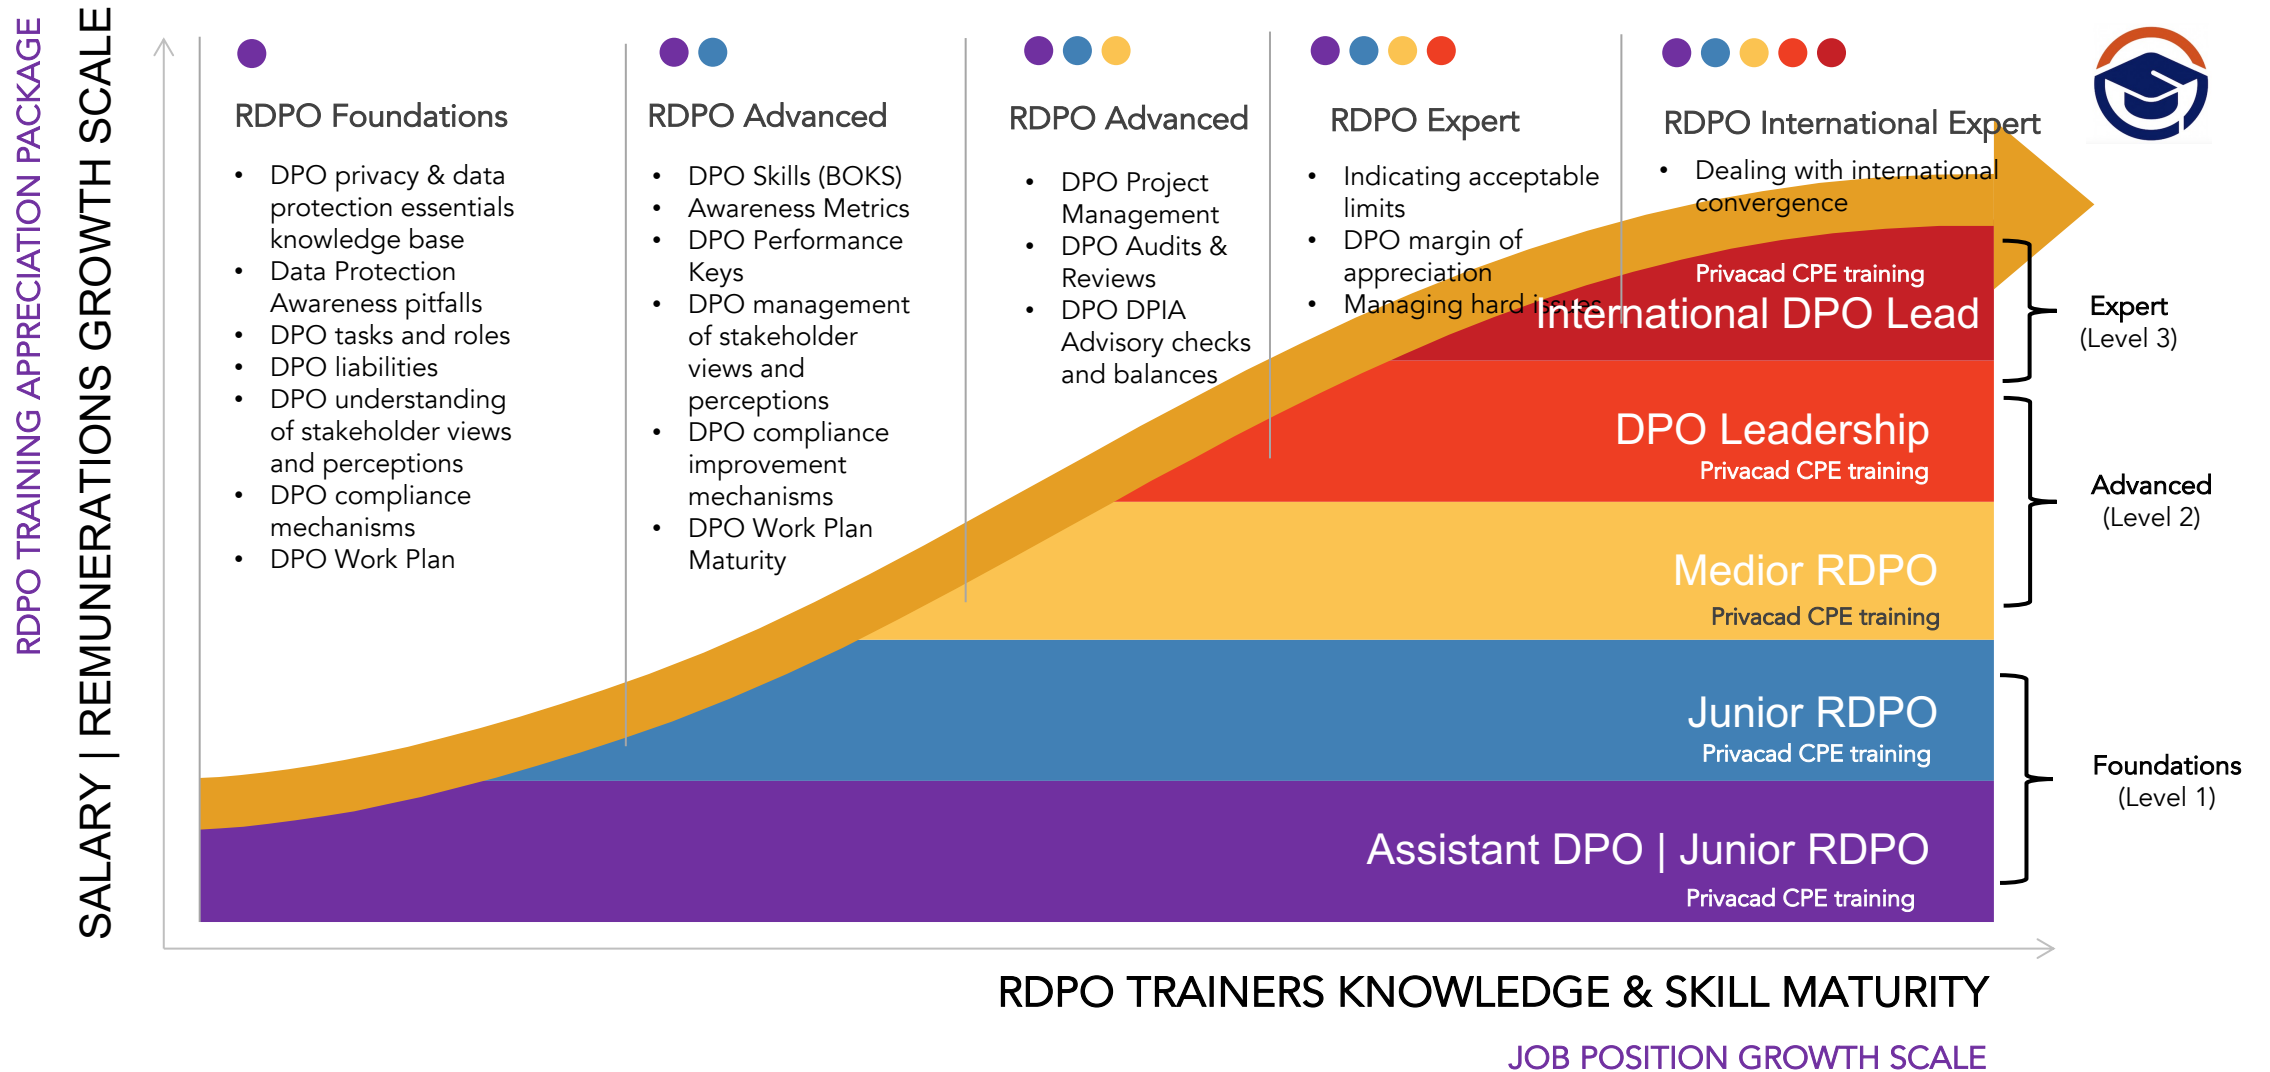 RDPO TRAINING APPRECIATION PACKAGE
SALARY | REMUNERATIONS GROWTH SCALE
RDPO Foundations
• DPO privacy & data
protection essentials
knowledge base
• Data Protection
Awareness pitfalls
• DPO tasks and roles
• DPO liabilities
• DPO understanding
of stakeholder views
and perceptions
• DPO compliance
mechanisms
• DPO Work Plan
RDPO Advanced
• DPO Skills (BOKS)
• Awareness Metrics
• DPO Performance
Keys
• DPO management
of stakeholder
views and
perceptions
• DPO compliance
improvement
mechanisms
• DPO Work Plan
Maturity
RDPO Advanced
• DPO Project
Management
• DPO Audits &
Reviews
• DPO DPIA
Advisory checks
and balances
RDPO Expert
• Indicating acceptable
limits
• DPO margin of
appreciation
• Managing hard issues
RDPO International Expert
• Dealing with international
convergence
Privacad CPE training
International DPO Lead
DPO Leadership
Privacad CPE training
Medior RDPO
Privacad CPE training
Junior RDPO
Privacad CPE training
Assistant DPO | Junior RDPO
Privacad CPE training
Expert
(Level 3)
Advanced
(Level 2)
Foundations
(Level 1)
RDPO TRAINERS KNOWLEDGE & SKILL MATURITY
JOB POSITION GROWTH SCALE